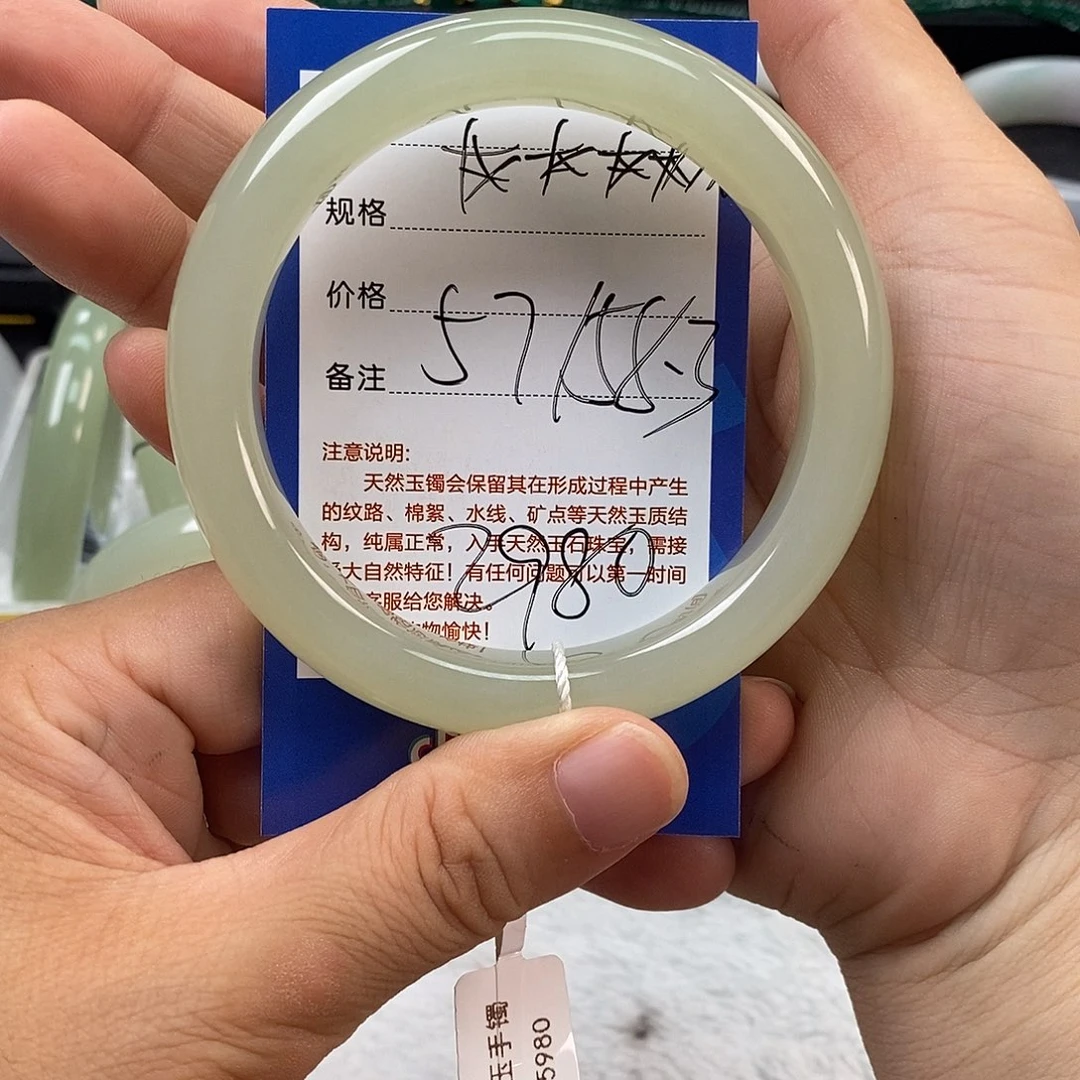 规格
价格
备注 57
注意说明:
天然玉镯会保留其在形成过程中产生
的纹路、棉絮、水线、矿点等天然玉质结
构，纯属正常，入手天然玉石珠宝，需接
大自然特征！有任何问题可以第一时间
客服给您解决。
物愉快！
2980
玉手镯
5980